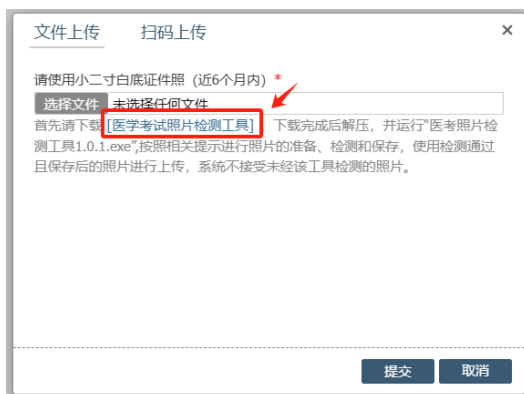 文件上传 扫码上传 ×
请使用小二寸白底证件照（近6个月内） *
选择文件 未选择任何文件
首先请下载 [医学考试照片检测工具] ，下载完成后解压，并运行“医考照片检
测工具1.0.1.exe”,按照相关提示进行照片的准备、检测和保存，使用检测通过
且保存后的照片进行上传，系统不接受未经该工具检测的照片。
提交 取消